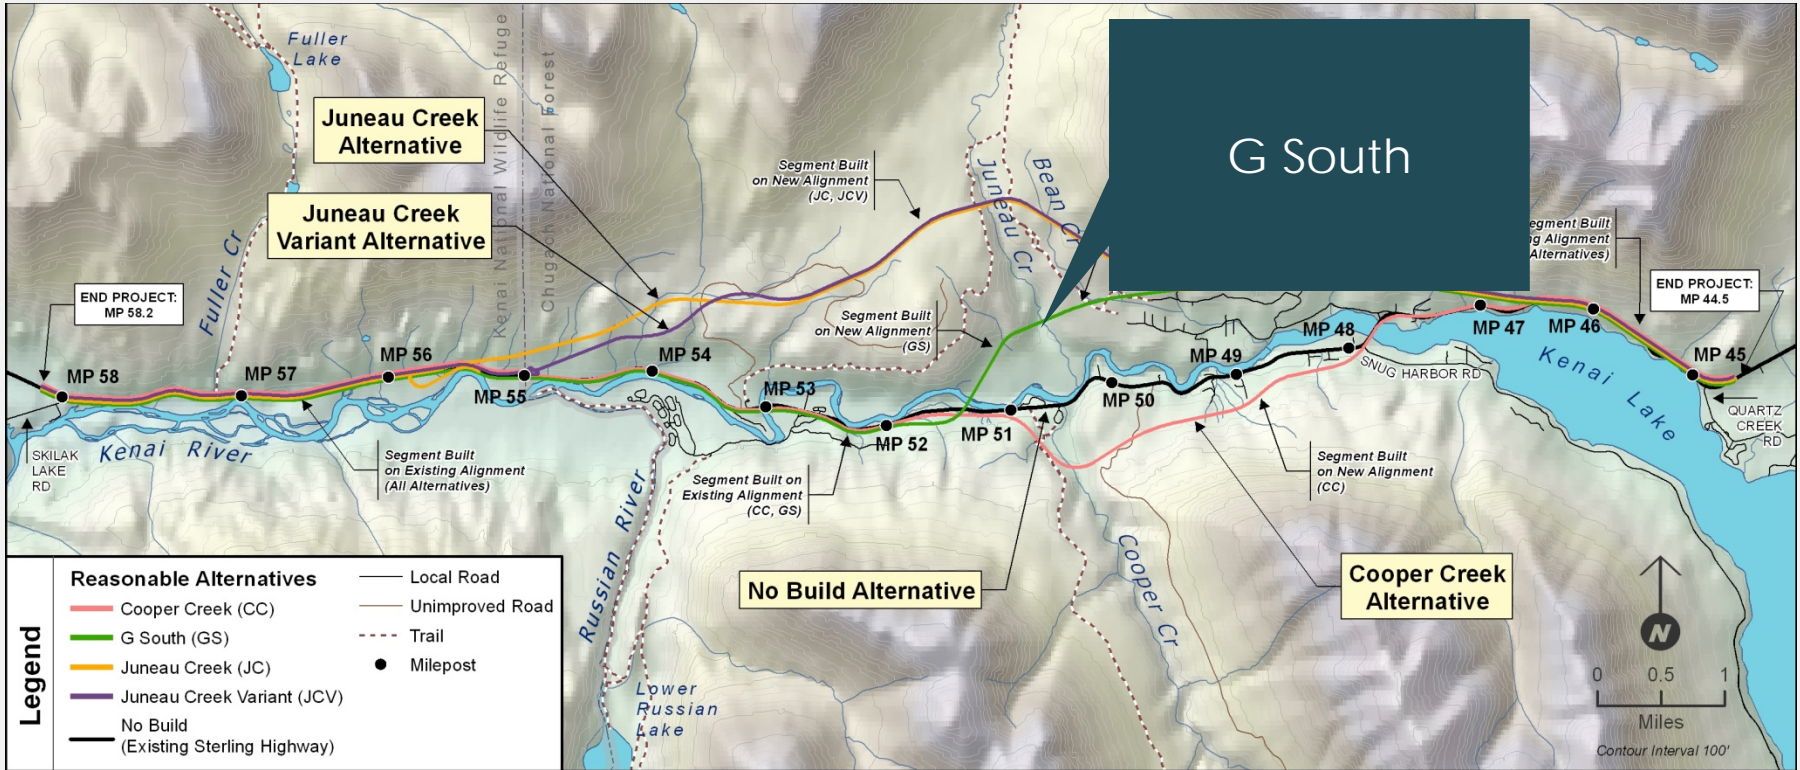 Fuller
Lake
Kenai National Wildlife Refuge
Chugach National Forest
Juneau Creek
Alternative
Juneau Creek
Variant Alternative
Segment Built
on New Alignment
(JC, JCV)
Juneau Cr
Bean Cr
G South
Segment Built
Alignment
Alternatives)
END PROJECT:
MP 44.5
END PROJECT:
MP 58.2
Fuller Cr
Segment Built
on New Alignment
(GS)
MP 58
MP 57
MP 56
MP 55
MP 54
MP 53
MP 52
MP 51
MP 50
MP 49
MP 48
MP 47
MP 46
MP 45
SNUG HARBOR RD
Kenai Lake
QUARTZ
CREEK
RD
SKILAK
LAKE
RD
Kenai River
Segment Built
on Existing Alignment
(All Alternatives)
Russian River
Segment Built on
Existing Alignment
(CC, GS)
Segment Built
on New Alignment
(CC)
No Build Alternative
Cooper Cr
Cooper Creek
Alternative
Lower
Russian
Lake
Legend
Reasonable Alternatives
Cooper Creek (CC)
G South (GS)
Juneau Creek (JC)
Juneau Creek Variant (JCV)
No Build
(Existing Sterling Highway)
Local Road
Unimproved Road
Trail
Milepost
N
0 0.5 1
Miles
Contour Interval 100'